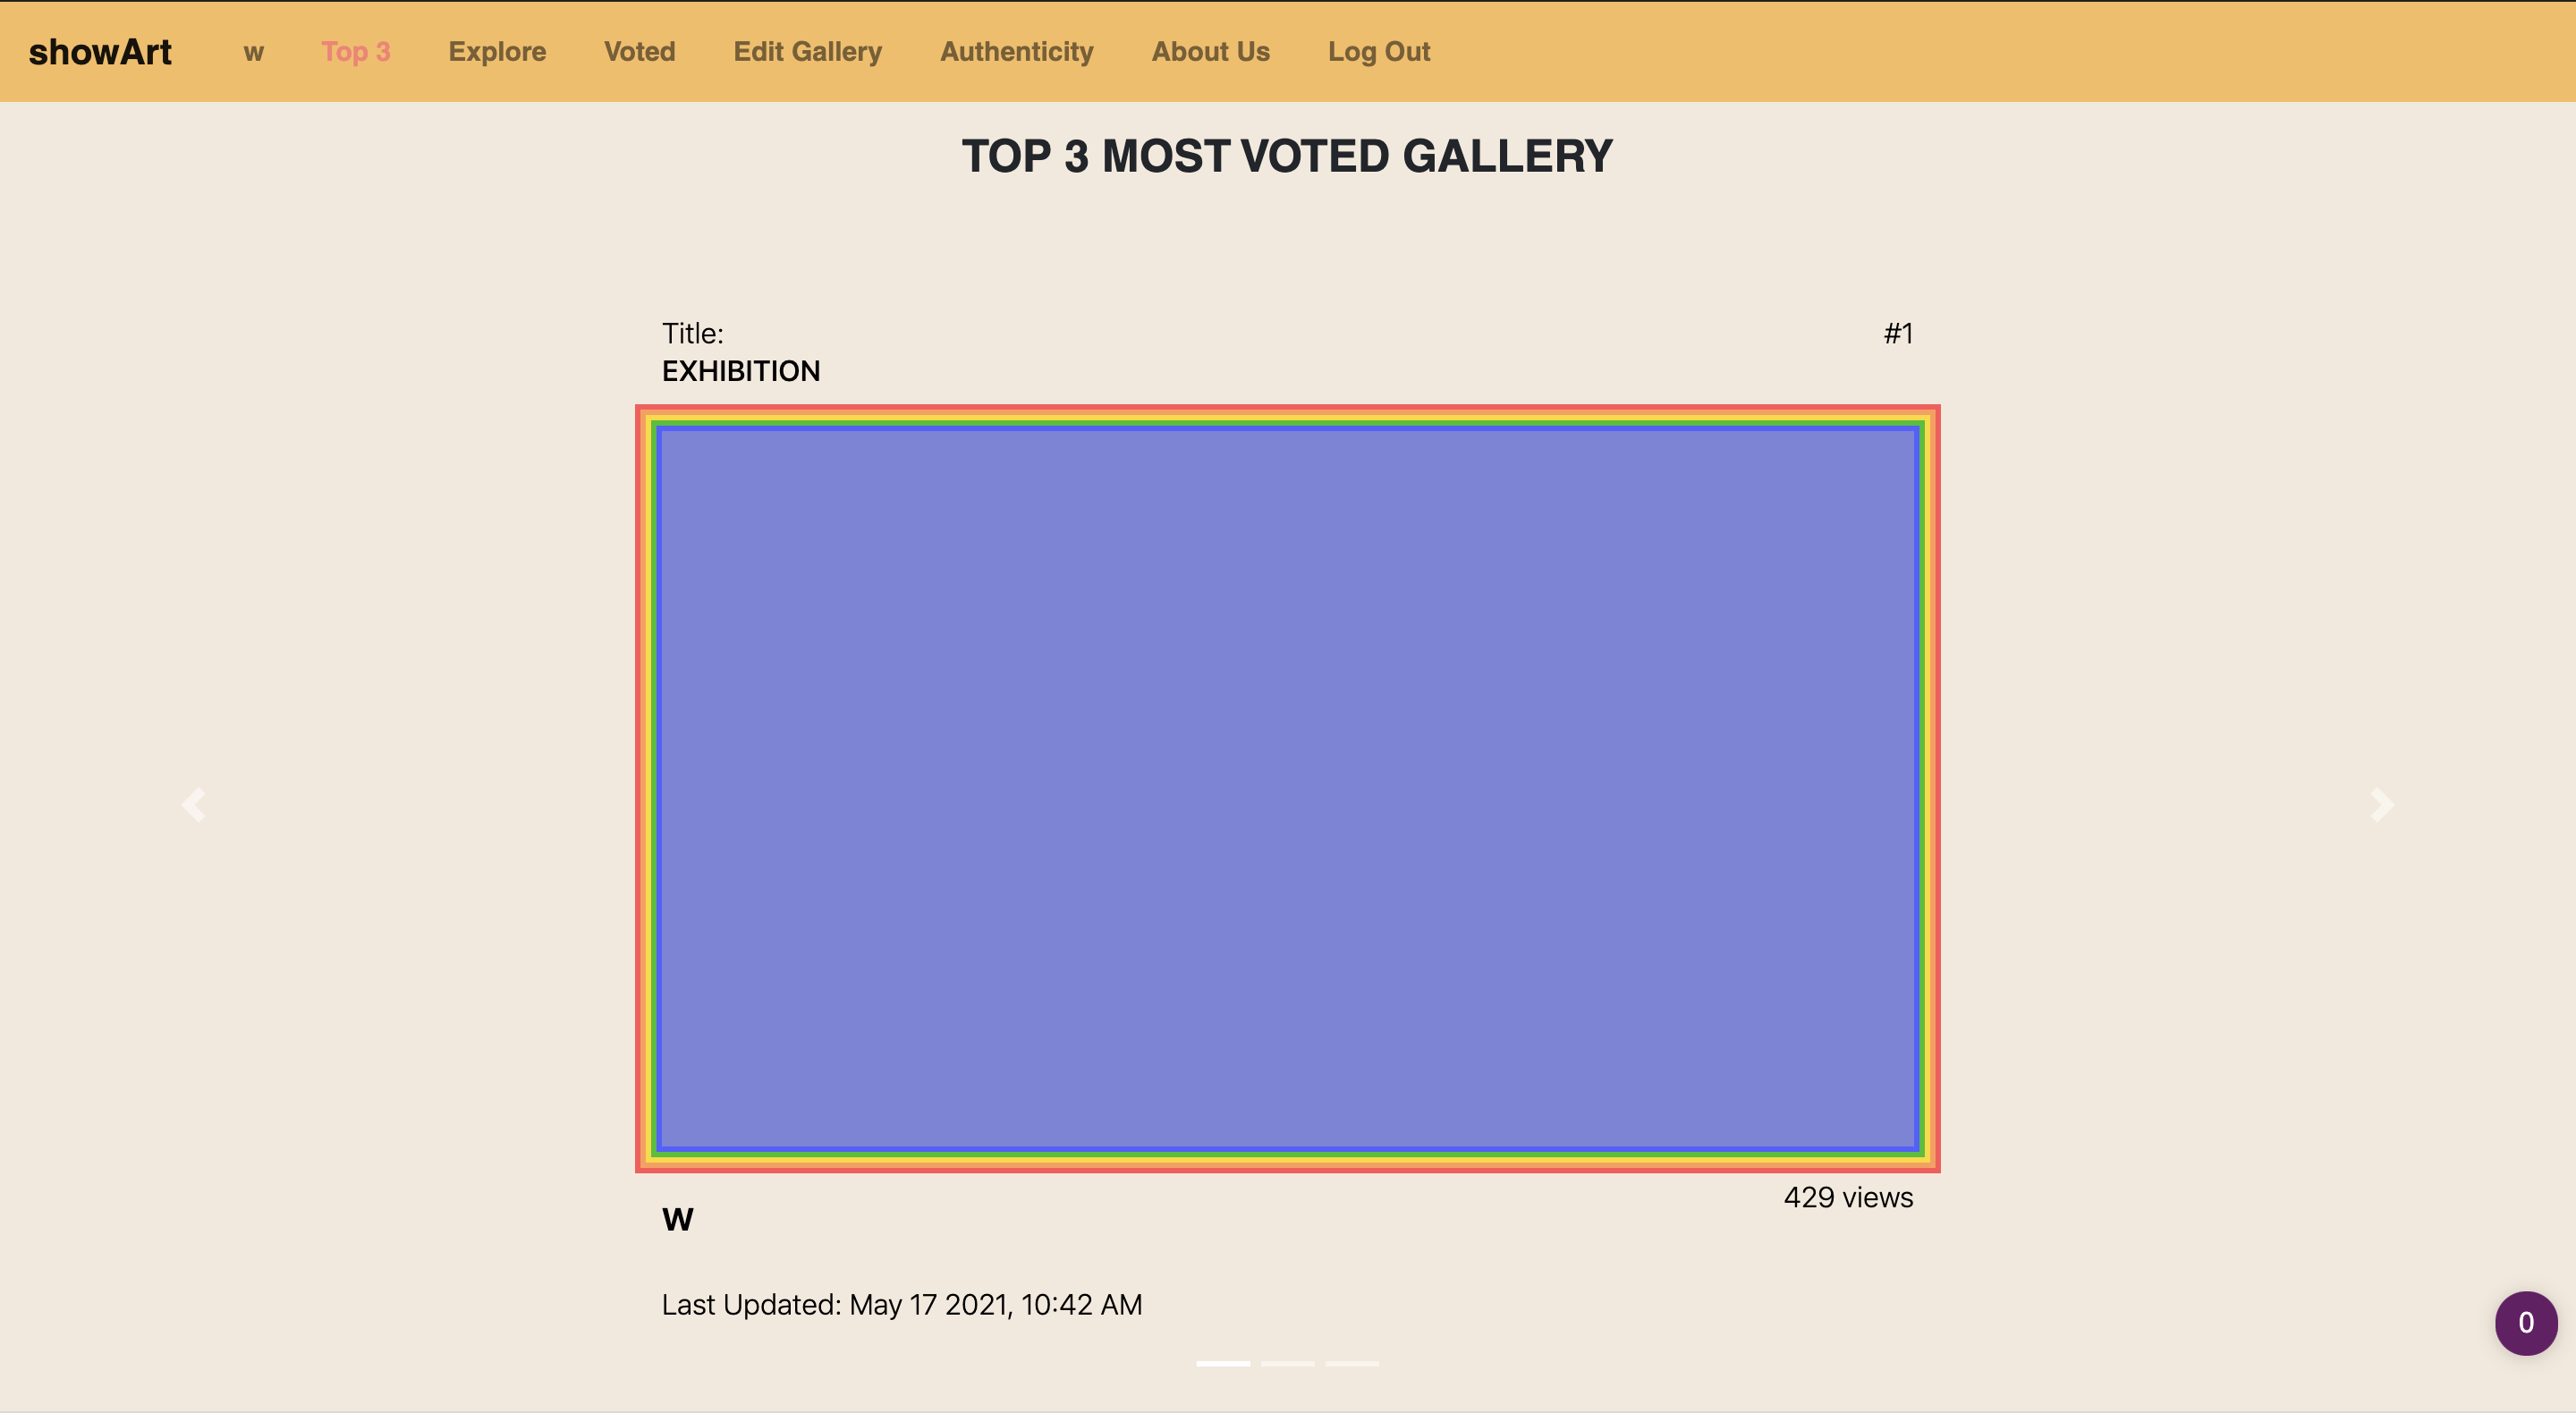 showArt w Top 3 Explore Voted Edit Gallery Authenticity About Us Log Out
TOP 3 MOST VOTED GALLERY
Title: #1
EXHIBITION
429 views
W
Last Updated: May 17 2021, 10:42 AM
0